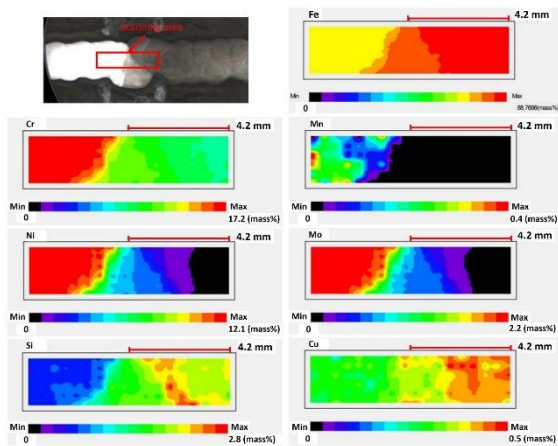 scanning area
Fe
4.2 mm
Min
Max
0
Cr
4.2 mm
Min
Max
0
17.2 (mass%)
Mn
4.2 mm
Min
Max
0
0.4 (mass%)
Ni
4.2 mm
Min
Max
0
12.1 (mass%)
Mo
4.2 mm
Min
Max
0
2.2 (mass%)
Si
4.2 mm
Min
Max
0
2.8 (mass%)
Cu
4.2 mm
Min
Max
0
0.5 (mass%)